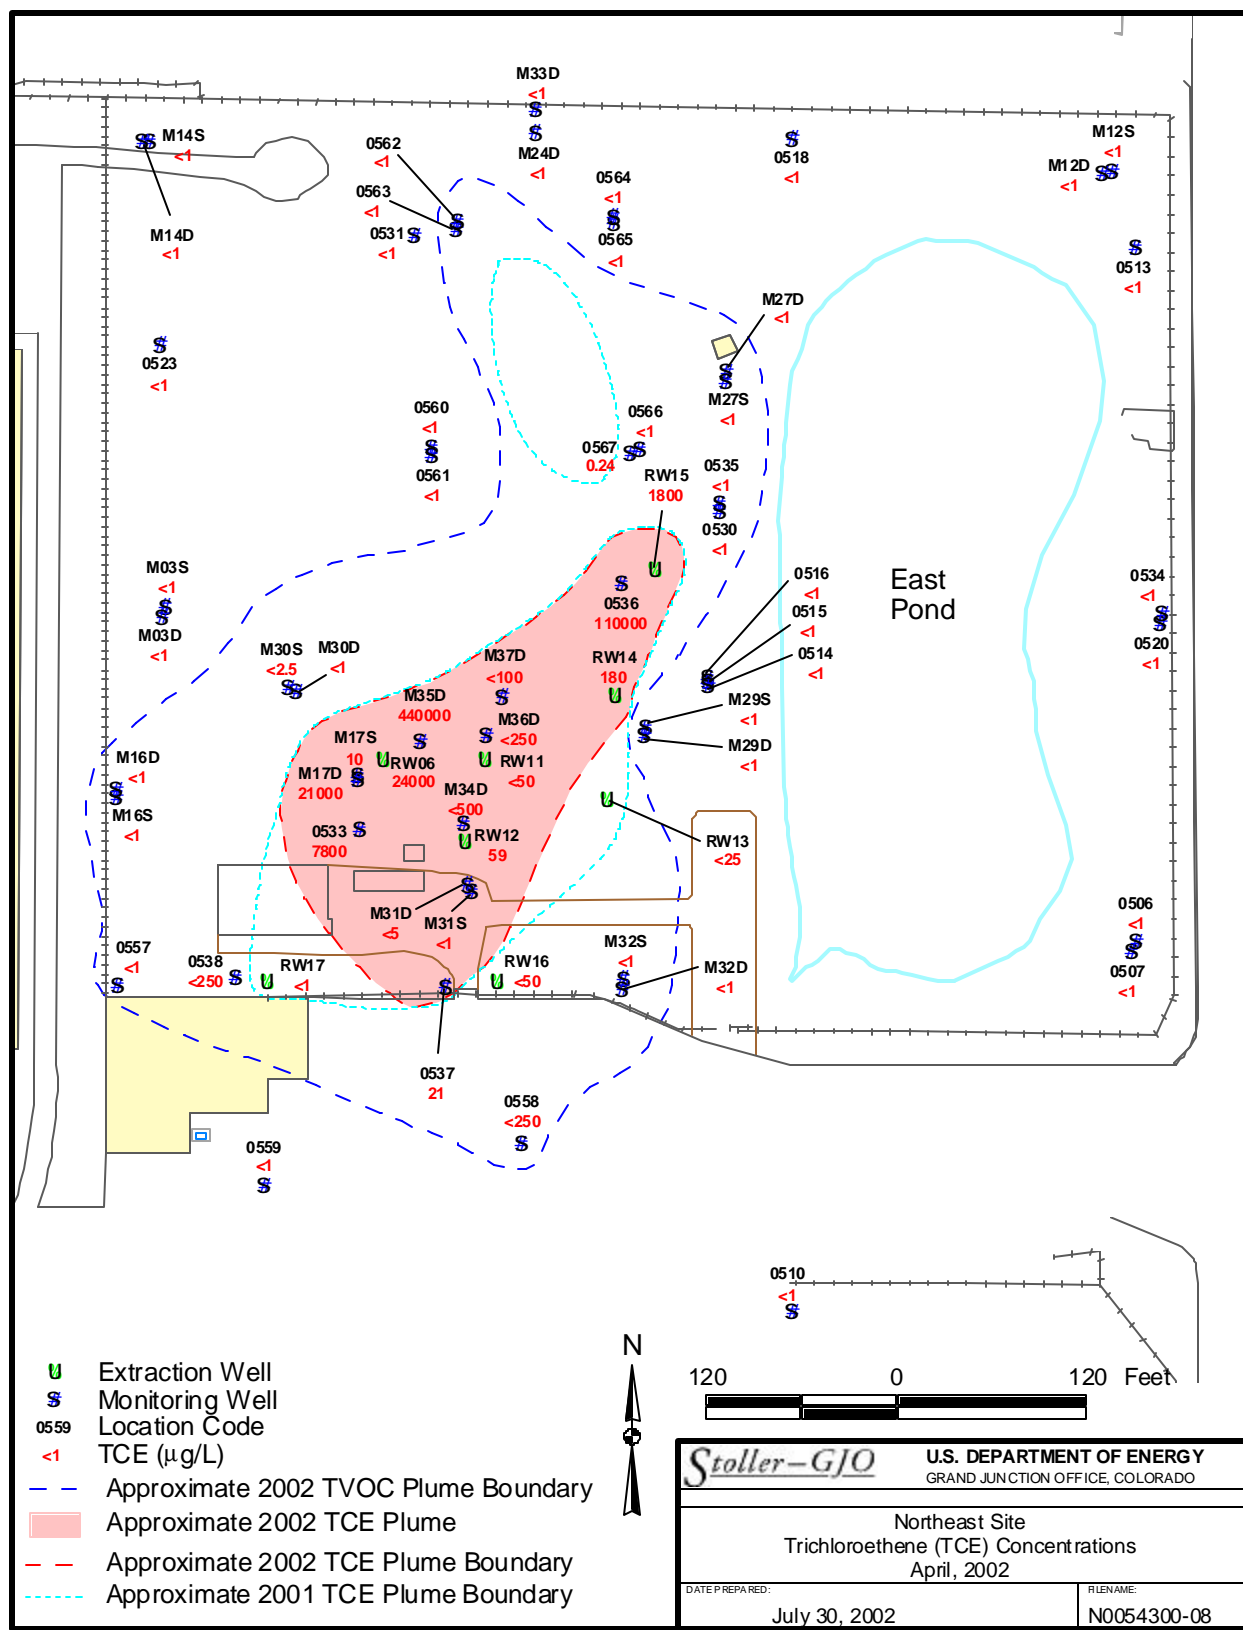 M33D
<1
M14S
<1
0562
<1
M24D
<1
0518
<1
M12S
<1
M12D
<1
0563
<1
0564
<1
M14D
<1
0531
<1
0565
<1
0513
<1
M27D
<1
0523
<1
M27S
<1
0560
<1
0566
<1
0567
0.24
0561
<1
RW15
1800
0535
<1
0530
<1
M03S
<1
0516
<1
East
Pond
0534
<1
0536
110000
0515
<1
M03D
<1
M30S
<2.5
M30D
<1
M37D
<100
RW14
180
0514
<1
0520
<1
M35D
440000
M29S
<1
M17S
10
M36D
<250
M29D
<1
M16D
<1
M17D
21000
RW06
24000
RW11
<50
M34D
<500
M16S
<1
0533
7800
RW12
59
RW13
<25
M31D
<5
M31S
<1
0506
<1
0557
<1
0538
<250
RW17
<1
RW16
<50
M32S
<1
M32D
<1
0507
<1
0537
21
0558
<250
0559
<1
0510
<1
N
Extraction Well
Monitoring Well
0559 Location Code
<1 TCE (μg/L)
Approximate 2002 TVOC Plume Boundary
Approximate 2002 TCE Plume
Approximate 2002 TCE Plume Boundary
Approximate 2001 TCE Plume Boundary
120 0 120 Feet
Stoller-GJO
U.S. DEPARTMENT OF ENERGY
GRAND JUNCTION OFFICE, COLORADO
Northeast Site
Trichloroethene (TCE) Concentrations
April, 2002
DATE PREPARED:
July 30, 2002
FILENAME:
N0054300-08